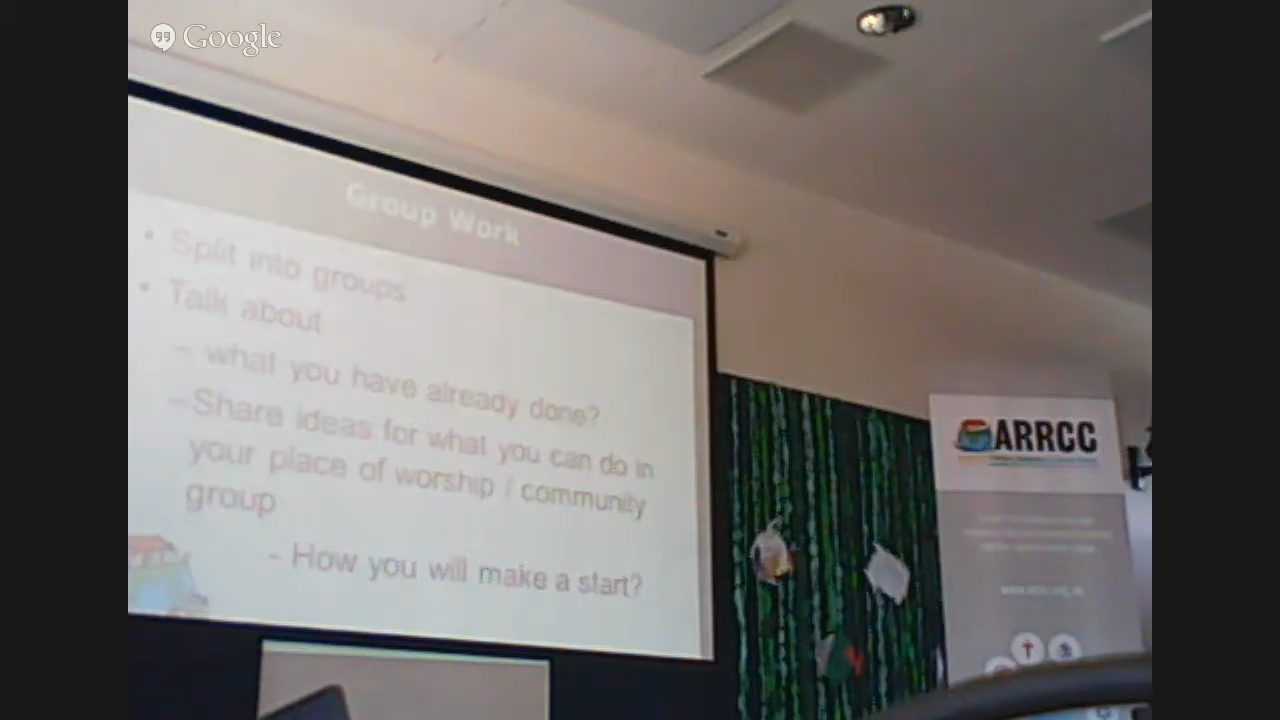 Google
Group Work
• Split into groups
• Talk about
– what you have already done?
– Share ideas for what you can do in
your place of worship / community
group
- How you will make a start?
ARRCC